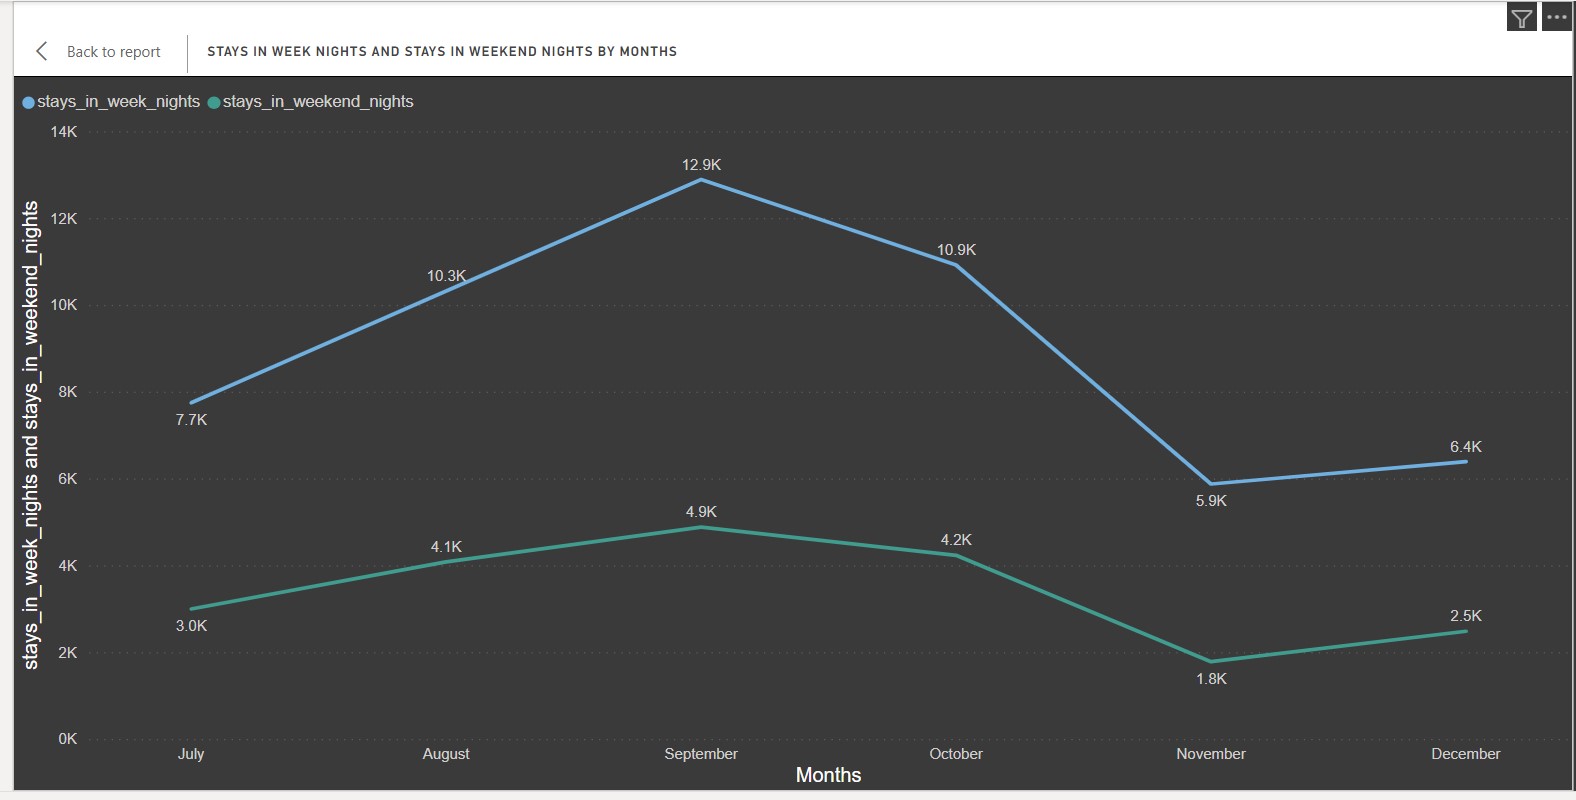 Back to report
STAYS IN WEEK NIGHTS AND STAYS IN WEEKEND NIGHTS BY MONTHS
stays_in_week_nights
stays_in_weekend_nights
stays_in_week_nights and stays_in_weekend_nights
14K
12K
10K
8K
6K
4K
2K
0K
7.7K
10.3K
12.9K
10.9K
5.9K
6.4K
3.0K
4.1K
4.9K
4.2K
1.8K
2.5K
July
August
September
October
November
December
Months